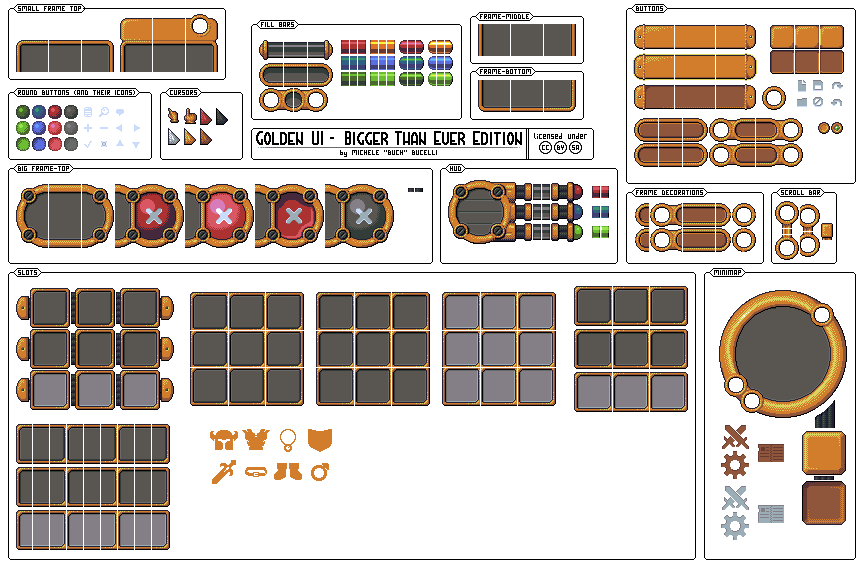 SMALL FRAME TOP
FILL BARS
FRAME-MIDDLE
BUTTONS
FRAME-BOTTOM
ROUND BUTTONS (AND THEIR ICONS)
CURSORS
GOLDEN UI - BIGGER THAN EVER EDITION
by MICHELE "BUCH" BUCELLI
licensed under
CC BY SA
BIG FRAME-TOP
HUD
FRAME DECORATIONS
SCROLL BAR
SLOTS
MINIMAP